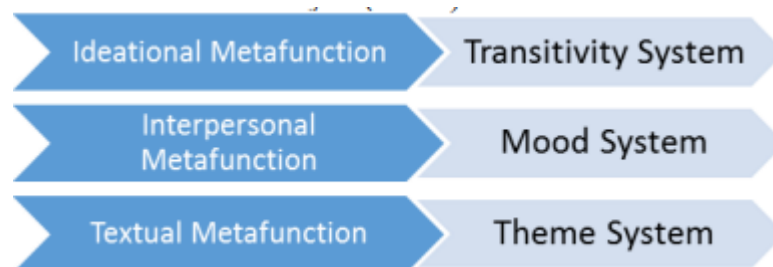 Ideational Metafunction
Transitivity System
Interpersonal
Metafunction
Mood System
Textual Metafunction
Theme System